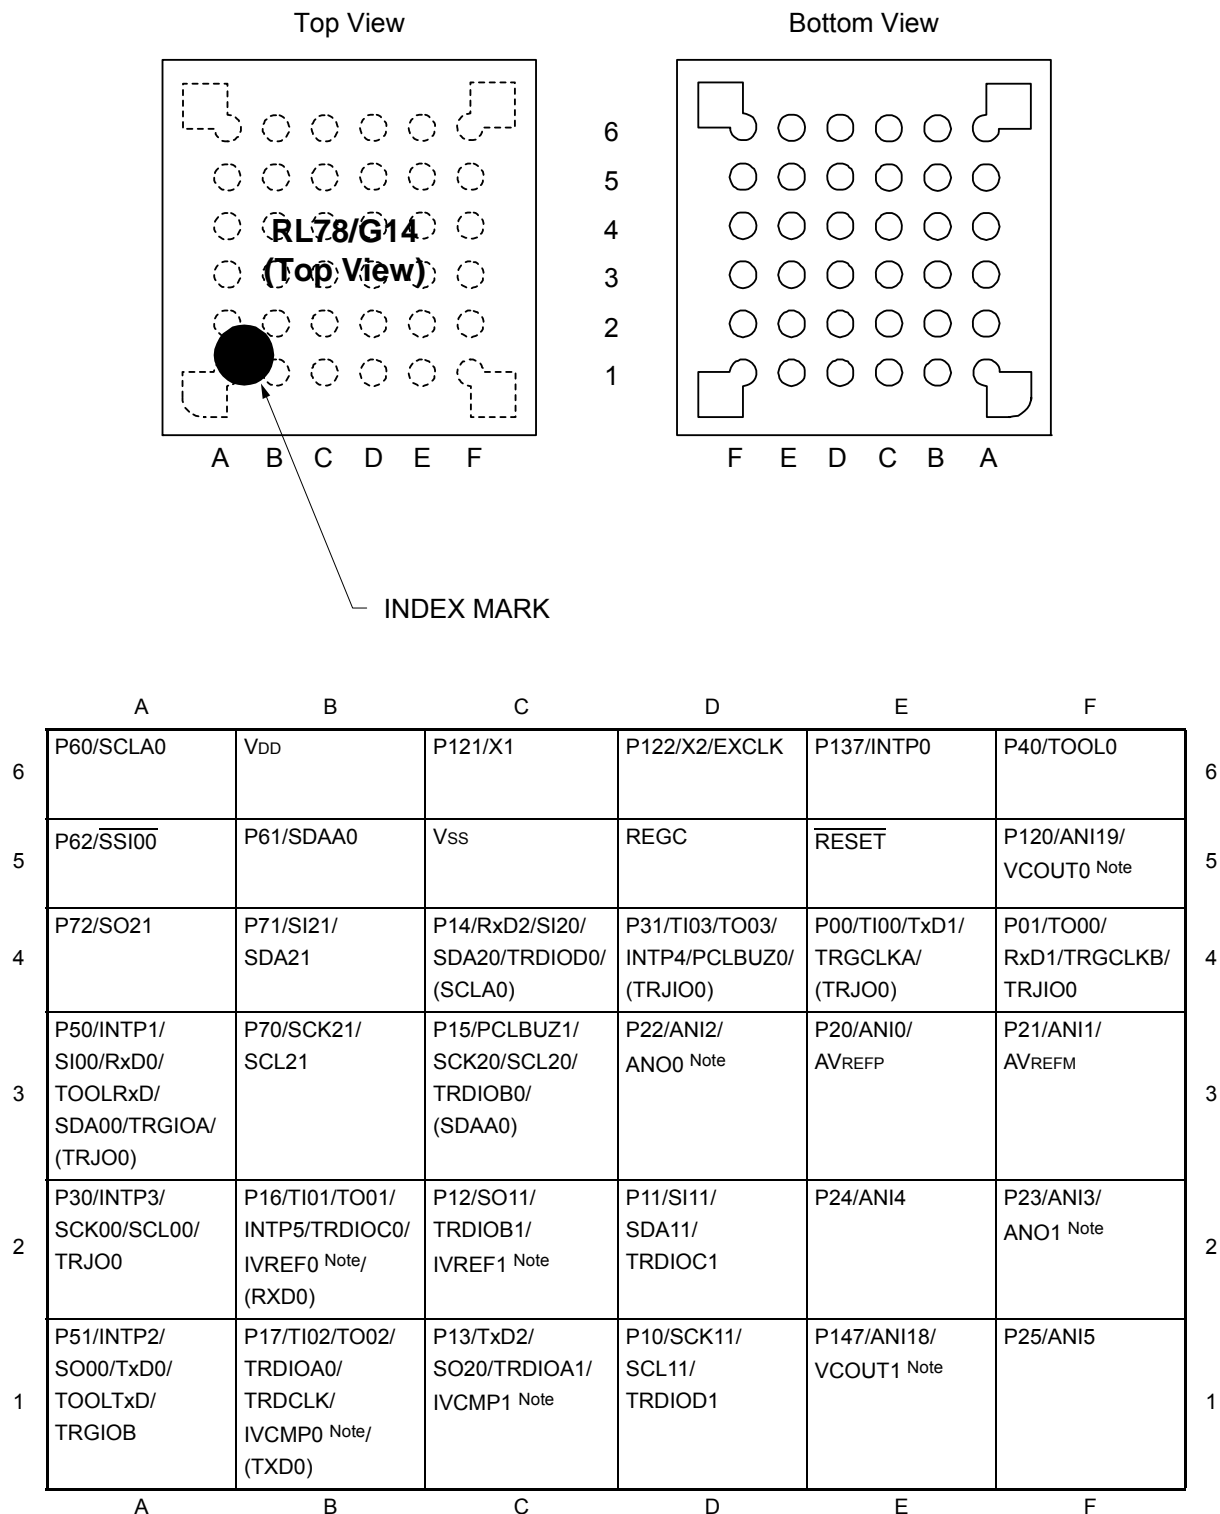 Top View
Bottom View
RL78/G14
(Top View)
6
5
4
3
2
1
A B C D E F
F E D C B A
INDEX MARK
A B C D E F
6
P60/SCLA0
VDD
P121/X1
P122/X2/EXCLK
P137/INTP0
P40/TOOL0
6
5
P62/SSI00
P61/SDAA0
VSS
REGC
RESET
P120/ANI19/
VCOUT0 Note
5
4
P72/SO21
P71/SI21/
SDA21
P14/RxD2/SI20/
SDA20/TRDIOD0/
(SCLA0)
P31/TI03/TO03/
INTP4/PCLBUZ0/
(TRJIO0)
P00/TI00/TxD1/
TRGCLKA/
(TRJO0)
P01/TO00/
RxD1/TRGCLKB/
TRJIO0
4
3
P50/INTP1/
SI00/RxD0/
TOOLRxD/
SDA00/TRGIOA/
(TRJO0)
P70/SCK21/
SCL21
P15/PCLBUZ1/
SCK20/SCL20/
TRDIOB0/
(SDAA0)
P22/ANI2/
ANO0 Note
P20/ANI0/
AVREFP
P21/ANI1/
AVREFM
3
2
P30/INTP3/
SCK00/SCL00/
TRJO0
P16/TI01/TO01/
INTP5/TRDIOC0/
IVREF0 Note/
(RXD0)
P12/SO11/
TRDIOB1/
IVREF1 Note
P11/SI11/
SDA11/
TRDIOC1
P24/ANI4
P23/ANI3/
ANO1 Note
2
1
P51/INTP2/
SO00/TxD0/
TOOLTxD/
TRGIOB
P17/TI02/TO02/
TRDIOA0/
TRDCLK/
IVCMP0 Note/
(TXD0)
P13/TxD2/
SO20/TRDIOA1/
IVCMP1 Note
P10/SCK11/
SCL11/
TRDIOD1
P147/ANI18/
VCOUT1 Note
P25/ANI5
1
A B C D E F